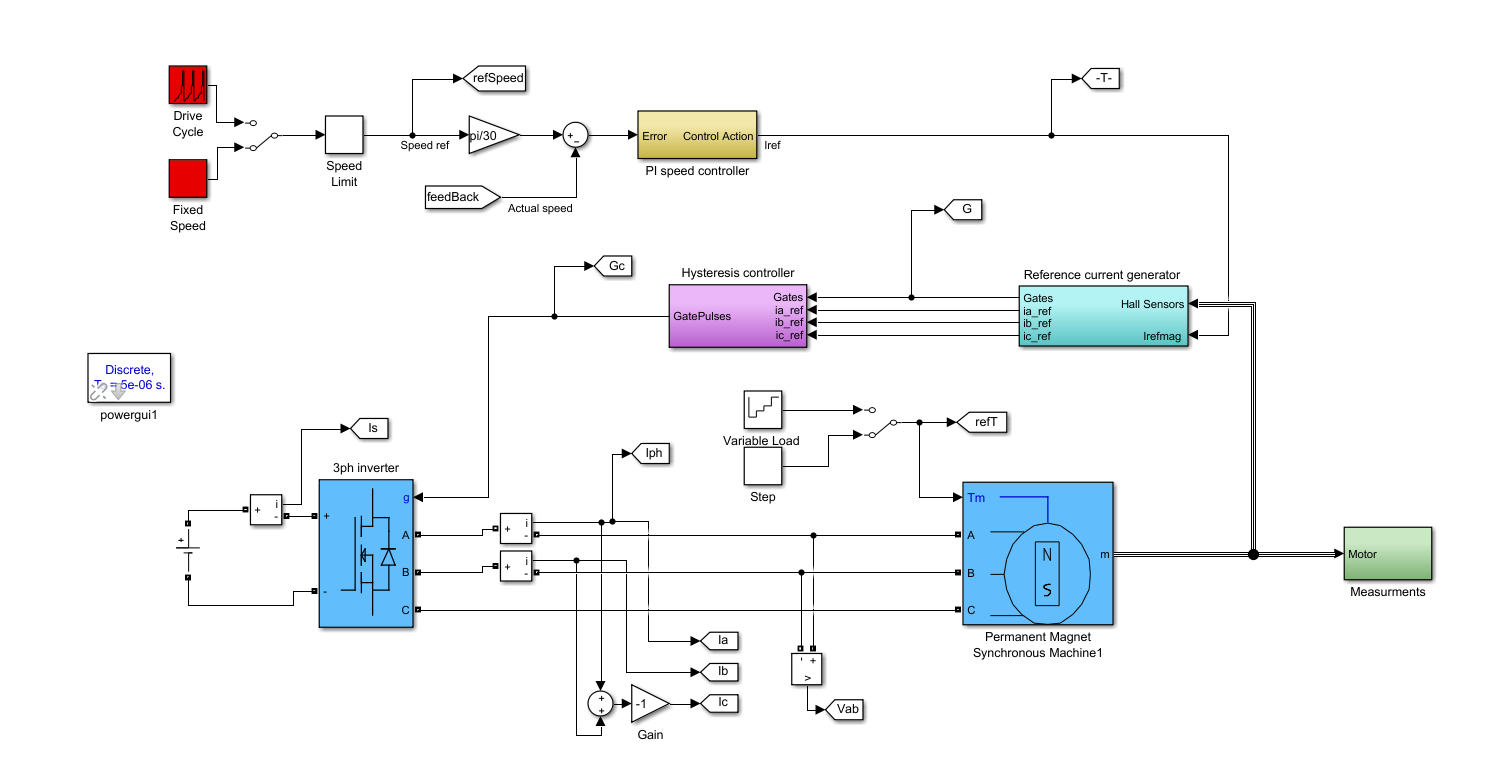 refSpeed
-T-
Drive
Cycle
Speed
Limit
Speed ref
pi/30
+
−
Error
Control Action
Iref
PI speed controller
Fixed
Speed
feedBack
Actual speed
G
Gc
Hysteresis controller
Reference current generator
GatePulses
Gates
ia_ref
ib_ref
ic_ref
Gates
ia_ref
ib_ref
ic_ref
Hall Sensors
Irefmag
Discrete,
5e-06 s.
powergui1
Is
Variable Load
refT
Step
Iph
3ph inverter
i
+
-
g
+
-
A
B
C
+
i
-
+
i
-
+
Tm
A
B
C
N
S
m
Motor
Measurments
Permanent Magnet
Synchronous Machine1
Ia
Ib
Ic
+
+
-1
Gain
+
Vab